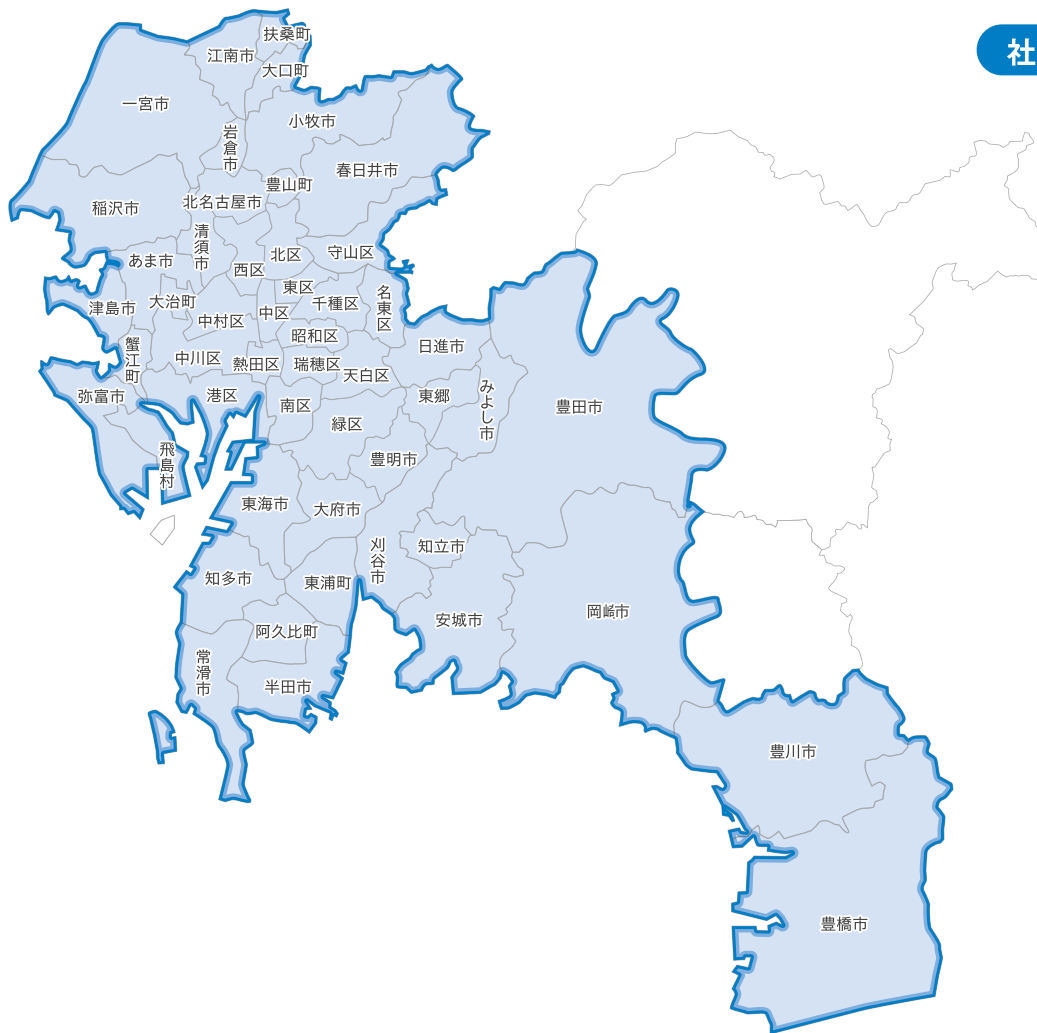 扶桑町
江南市
社
大口町
一宮市
小牧市
岩倉市
春日井市
豊山町
北名古屋市
稲沢市
清須市
守山区
北区
あま市
西区
東区
名東区
千種区
大治町
津島市
中区
中村区
昭和区
日進市
蟹江町
中川区
熱田区
瑞穂区
天白区
弥富市
港区
東郷
みよし市
南区
豊田市
緑区
豊明市
飛島村
東海市
大府市
知立市
刈谷市
知多市
東浦町
岡崎市
安城市
阿久比町
常滑市
半田市
豊川市
豊橋市